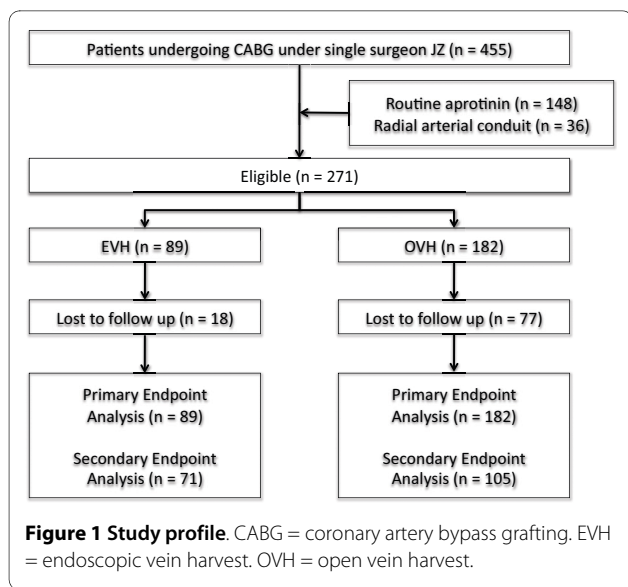 Patients undergoing CABG under single surgeon JZ (n = 455)
Routine aprotinin (n = 148)
Radial arterial conduit (n = 36)
Eligible (n = 271)
EVH (n = 89)
OVH (n = 182)
Lost to follow up (n = 18)
Lost to follow up (n = 77)
Primary Endpoint
Analysis (n = 89)
Secondary Endpoint
Analysis (n = 71)
Primary Endpoint
Analysis (n = 182)
Secondary Endpoint
Analysis (n = 105)
Figure 1 Study profile. CABG = coronary artery bypass grafting. EVH
= endoscopic vein harvest. OVH = open vein harvest.